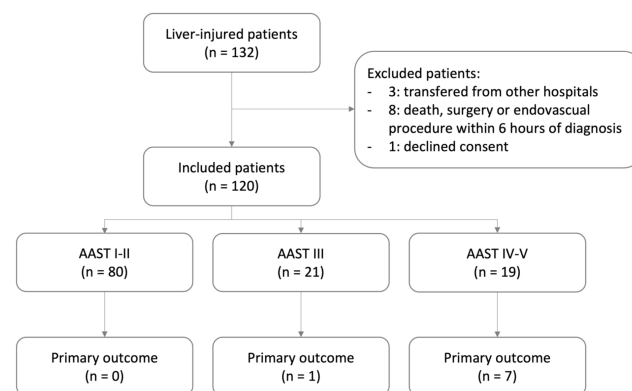 Liver-injured patients
(n = 132)
Excluded patients:
- 3: transfered from other hospitals
- 8: death, surgery or endovascual
procedure within 6 hours of diagnosis
- 1: declined consent
Included patients
(n = 120)
AAST I-II
(n = 80)
AAST III
(n = 21)
AAST IV-V
(n = 19)
Primary outcome
(n = 0)
Primary outcome
(n = 1)
Primary outcome
(n = 7)